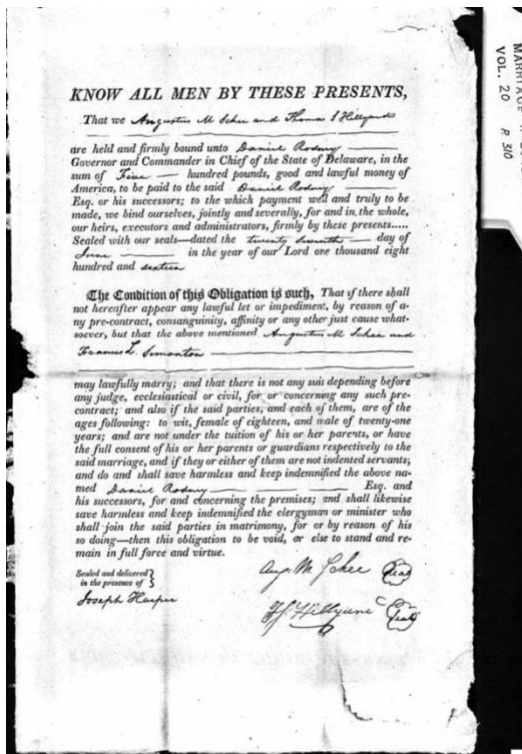 MARRIAGE
VOL. 20 P 310
KNOW ALL MEN BY THESE PRESENTS,
That we Augustus M Schee and Thomas J Hillyard
are held and firmly bound unto Daniel Rodney
Governor and Commander in Chief of the State of Delaware, in the
sum of Five hundred pounds, good and lawful money of
America, to be paid to the said Daniel Rodney
Esq. or his successors; to the which payment well and truly to be
made, we bind ourselves, jointly and severally, for and in, the whole,
our heirs, executors and administrators, firmly by these presents.....
Sealed with our seals—dated the twenty seventh day of
June in the year of our Lord one thousand eight
hundred and sixteen
The Condition of this Obligation is such, That if there shall
not hereafter appear any lawful let or impediment, by reason of a-
ny pre-contract, consanguinity, affinity or any other just cause what-
soever, but that the above mentioned Augustus M Schee and
Frances L. Simonton
may lawfully marry; and that there is not any suit depending before
any judge, ecclesiastical or civil, for or concerning any such pre-
contract; and also if the said parties, and each of them, are of the
ages following: to wit, female of eighteen, and male of twenty-one
years; and are not under the tuition of his or her parents, or have
the full consent of his or her parents or guardians respectively to the
said marriage, and if they or either of them are not indented servants;
and do and shall save harmless and keep indemnified the above na-
med Daniel Rodney Esq. and
his successors, for and concerning the premises; and shall likewise
save harmless and keep indemnified the clergyman or minister who
shall join the said parties in matrimony, for or by reason of his
so doing—then this obligation to be void, or else to stand and re-
main in full force and virtue.
Sealed and delivered
in the presence of
Joseph Harper
Aug. M Schee Seal
Hillyard Seal